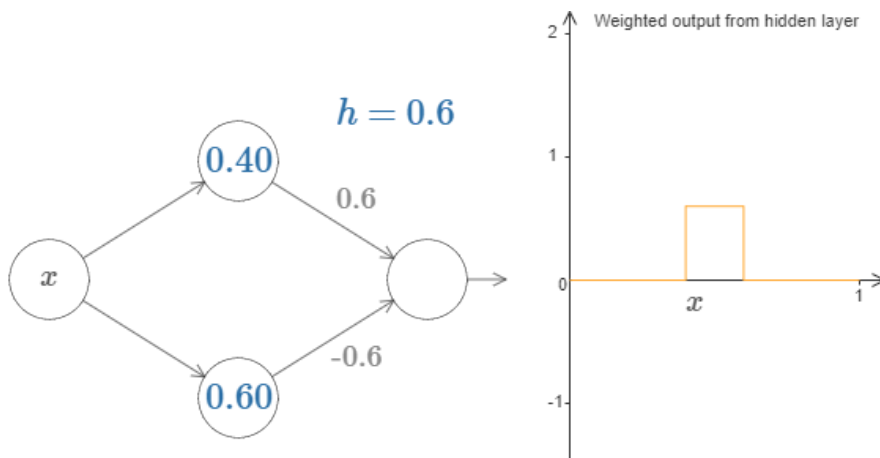 h = 0.6
0.40
0.6
x
-0.6
0.60
Weighted output from hidden layer
2
1
0
1
x
-1